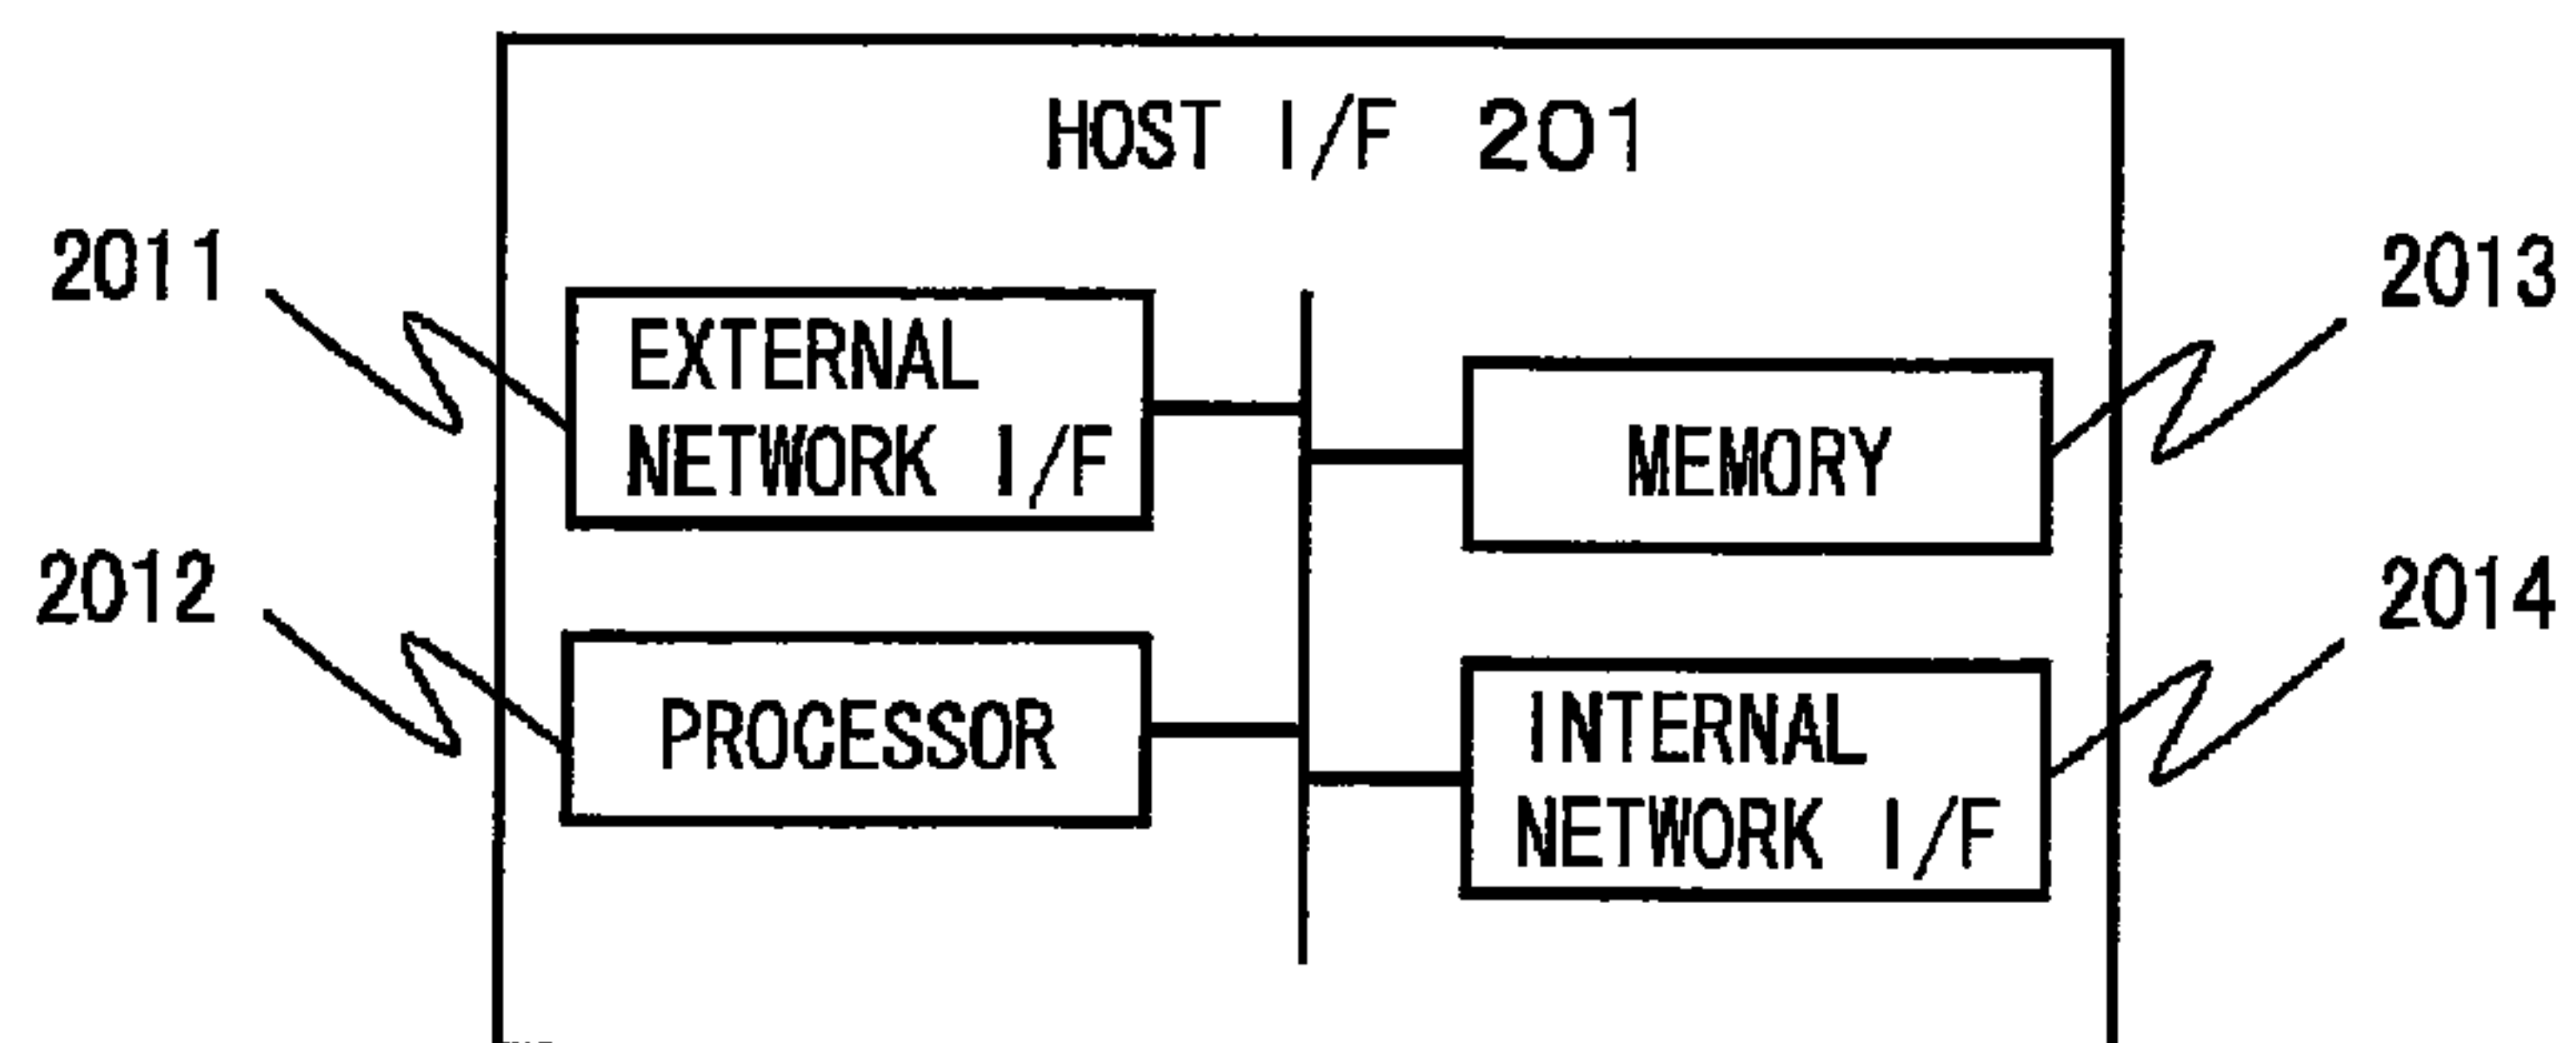 HOST I/F 201
2011
EXTERNAL
NETWORK I/F
2013
MEMORY
2012
PROCESSOR
2014
INTERNAL
NETWORK I/F